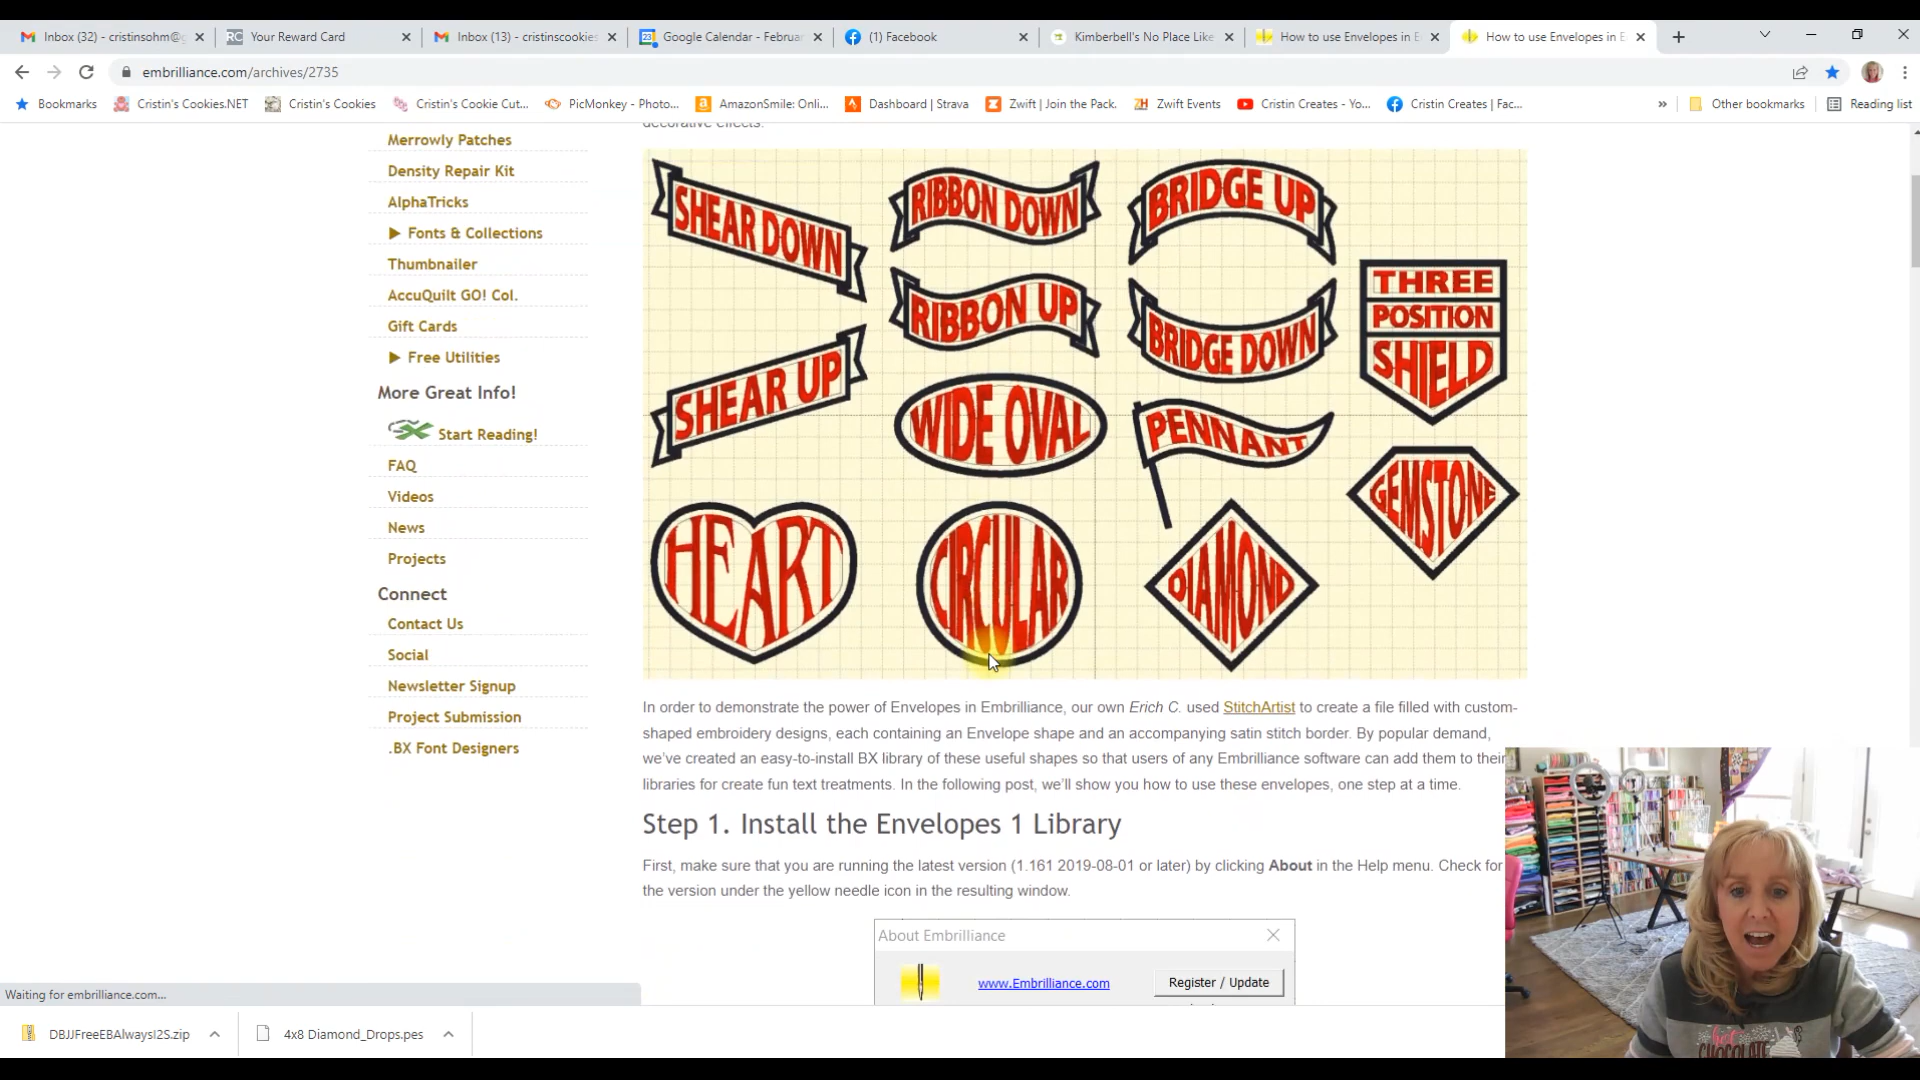 Inbox (32) - cristinsohm@
Your Reward Card
Inbox (13) - cristinscookies
Google Calendar - Februar
(1) Facebook
Kimberbell's No Place Like
How to use Envelopes in E
How to use Envelopes in E
embrilliance.com/archives/2735
Bookmarks
Cristin's Cookies.NET
Cristin's Cookies
Cristin's Cookie Cut...
PicMonkey - Photo...
AmazonSmile: Onli...
Dashboard | Strava
Zwift | Join the Pack.
Zwift Events
Cristin Creates - Yo...
Cristin Creates | Fac...
»
Other bookmarks
Reading list
decorative effects.
Merrowly Patches
Density Repair Kit
AlphaTricks
Fonts & Collections
Thumbnailer
AccuQuilt GO! Col.
Gift Cards
Free Utilities
More Great Info!
Start Reading!
FAQ
Videos
News
Projects
Connect
Contact Us
Social
Newsletter Signup
Project Submission
.BX Font Designers
SHEAR DOWN
RIBBON DOWN
BRIDGE UP
THREE
POSITION
SHIELD
RIBBON UP
BRIDGE DOWN
SHEAR UP
WIDE OVAL
PENNANT
GEMSTONE
HEART
CIRCULAR
DIAMOND
In order to demonstrate the power of Envelopes in Embrilliance, our own Erich C. used StitchArtist to create a file filled with custom-
shaped embroidery designs, each containing an Envelope shape and an accompanying satin stitch border. By popular demand,
we've created an easy-to-install BX library of these useful shapes so that users of any Embrilliance software can add them to their
libraries for create fun text treatments. In the following post, we'll show you how to use these envelopes, one step at a time.
Step 1. Install the Envelopes 1 Library
First, make sure that you are running the latest version (1.161 2019-08-01 or later) by clicking About in the Help menu. Check for
the version under the yellow needle icon in the resulting window.
About Embrilliance
www.Embrilliance.com
Register / Update
Waiting for embrilliance.com...
DBJJFreeEBAlwaysI2S.zip
4x8 Diamond_Drops.pes
hot
CHOCOLATE